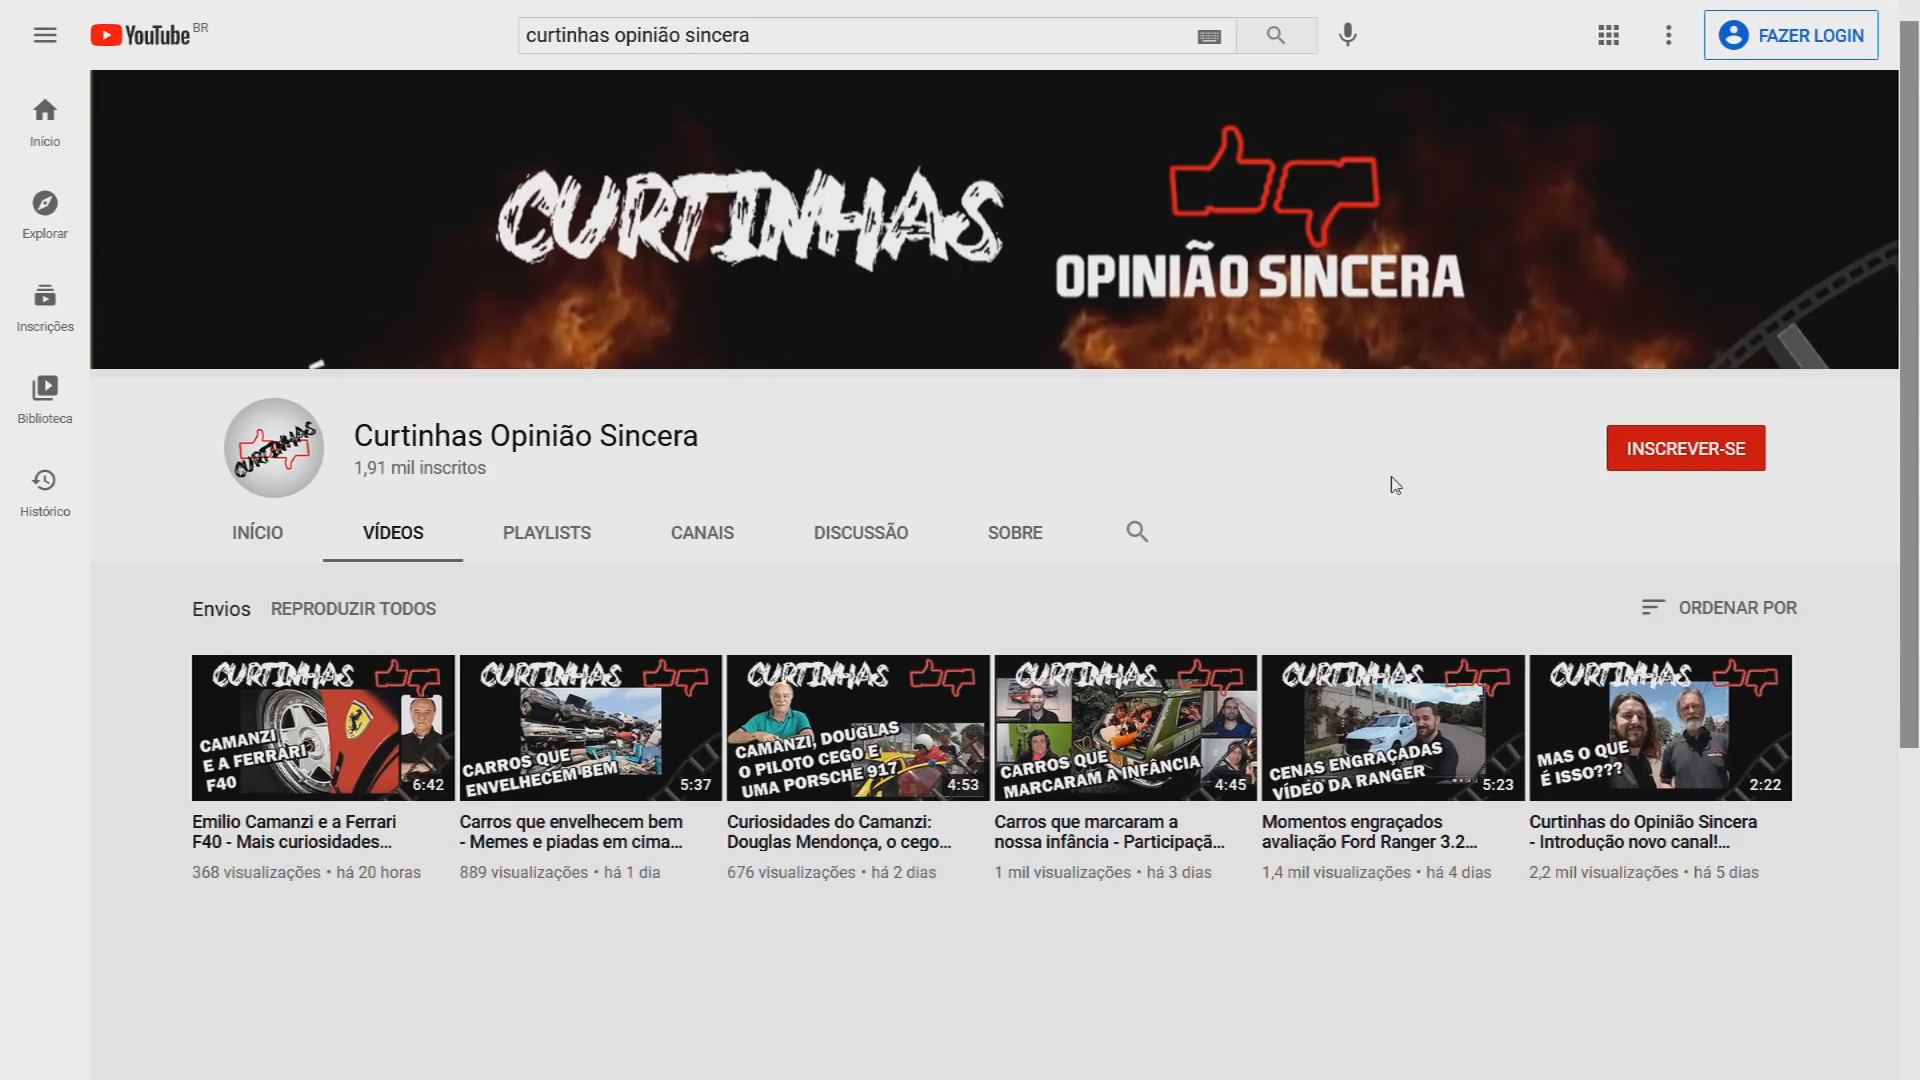 YouTube BR
curtinhas opinião sincera
FAZER LOGIN
Início
Explorar
Inscrições
Biblioteca
Histórico
CURTINHAS
OPINIÃO SINCERA
CURTINHAS
Curtinhas Opinião Sincera
1,91 mil inscritos
INSCREVER-SE
INÍCIO
VÍDEOS
PLAYLISTS
CANAIS
DISCUSSÃO
SOBRE
Envios
REPRODUZIR TODOS
ORDENAR POR
CURTINHAS
CAMANZI
E A FERRARI
F40
6:42
Emilio Camanzi e a Ferrari
F40 - Mais curiosidades...
368 visualizações • há 20 horas
CURTINHAS
CARROS QUE
ENVELHECEM BEM
5:37
Carros que envelhecem bem
- Memes e piadas em cima...
889 visualizações • há 1 dia
CURTINHAS
CAMANZI, DOUGLAS
O PILOTO CEGO E
UMA PORSCHE 917
4:53
Curiosidades do Camanzi:
Douglas Mendonça, o cego...
676 visualizações • há 2 dias
CURTINHAS
CARROS QUE
MARCARAM A INFÂNCIA
4:45
Carros que marcaram a
nossa infância - Participaçã...
1 mil visualizações • há 3 dias
CURTINHAS
CENAS ENGRAÇADAS
VÍDEO DA RANGER
5:23
Momentos engraçados
avaliação Ford Ranger 3.2...
1,4 mil visualizações • há 4 dias
CURTINHAS
MAS O QUE
É ISSO???
2:22
Curtinhas do Opinião Sincera
- Introdução novo canal!...
2,2 mil visualizações • há 5 dias